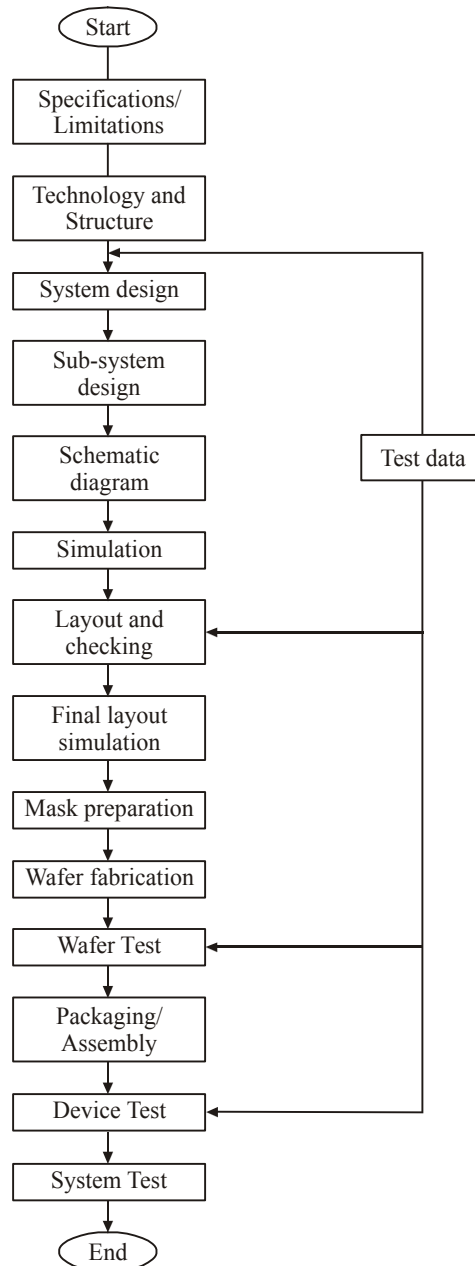 Start
Specifications/
Limitations
Technology and
Structure
System design
Sub-system
design
Schematic
diagram
Test data
Simulation
Layout and
checking
Final layout
simulation
Mask preparation
Wafer fabrication
Wafer Test
Packaging/
Assembly
Device Test
System Test
End